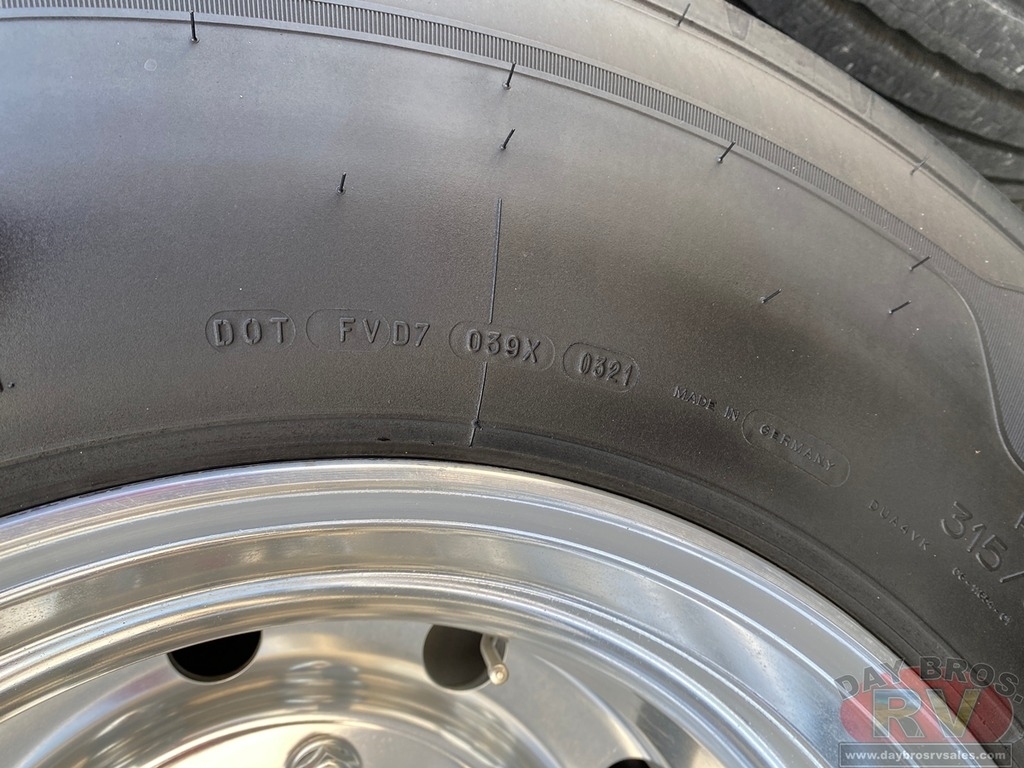 DOT FVD7 039X 0321
MADE IN GERMANY
315/
DAY BROS.
RV
www.daybrosrvsales.com